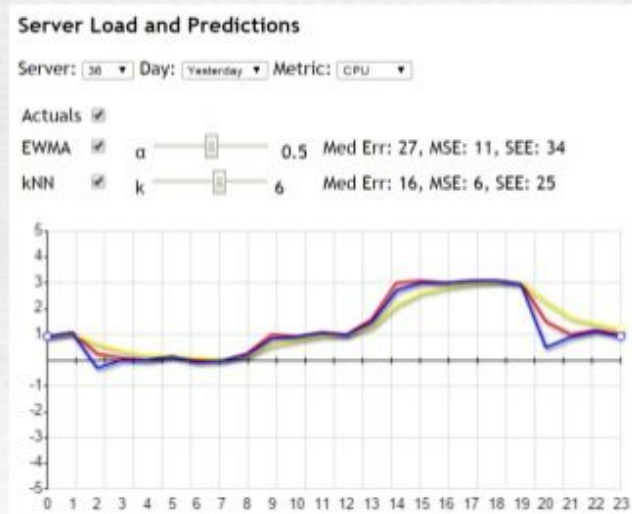 Server Load and Predictions
Server: 36 Day: Yesterday Metric: CPU
Actuals
EWMA α 0.5 Med Err: 27, MSE: 11, SEE: 34
kNN k 6 Med Err: 16, MSE: 6, SEE: 25
5
4
3
2
1
-1
-2
-3
-4
-5
0 1 2 3 4 5 6 7 8 9 10 11 12 13 14 15 16 17 18 19 20 21 22 23